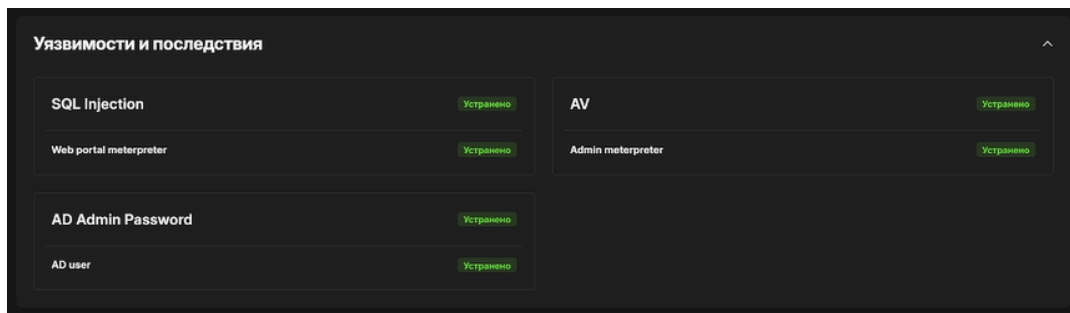 Уязвимости и последствия
SQL Injection
Устранено
Web portal meterpreter
Устранено
AV
Устранено
Admin meterpreter
Устранено
AD Admin Password
Устранено
AD user
Устранено